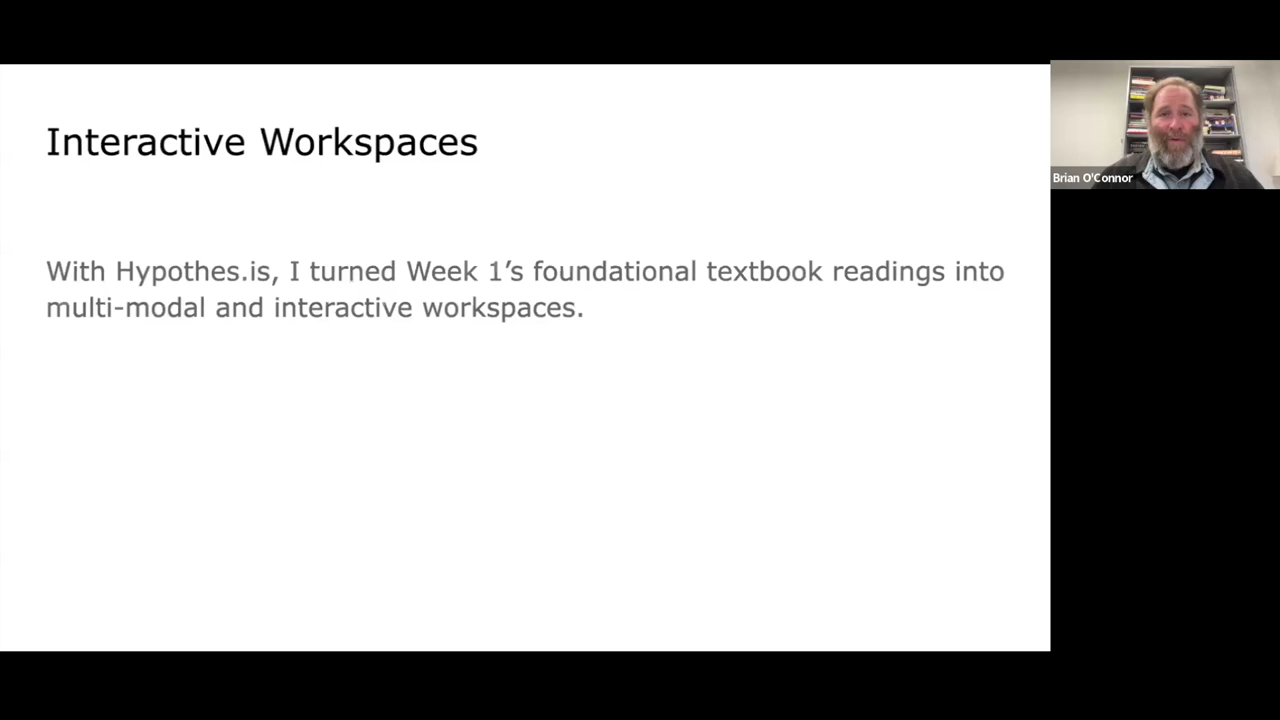 Interactive Workspaces
With Hypothes.is, I turned Week 1’s foundational textbook readings into
multi-modal and interactive workspaces.
Brian O'Connor